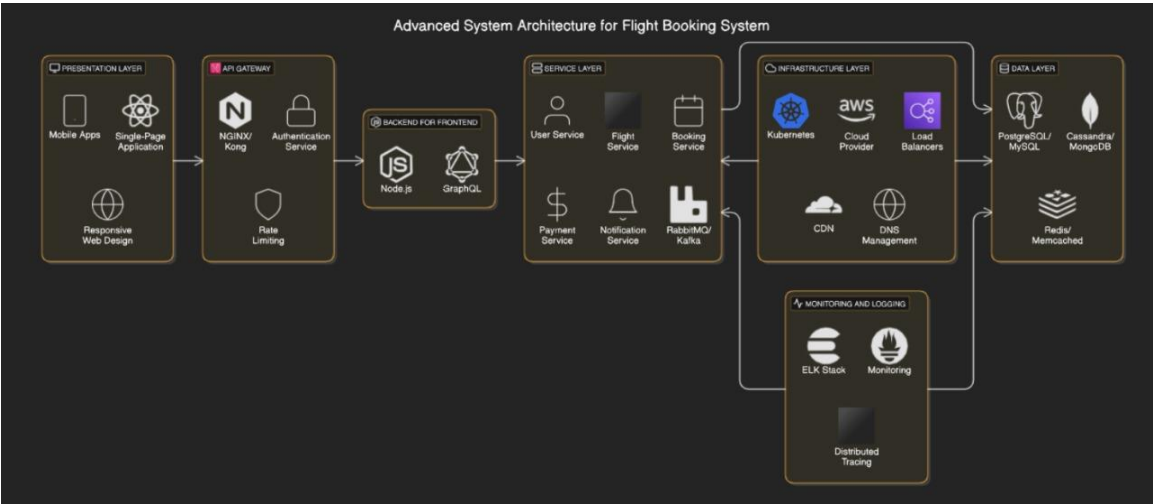 Advanced System Architecture for Flight Booking System
PRESENTATION LAYER
Mobile Apps
Single-Page
Application
Responsive
Web Design
API GATEWAY
NGINX/
Kong
Authentication
Service
Rate
Limiting
JS BACKEND FOR FRONTEND
JS
Node.js
GraphQL
SERVICE LAYER
User Service
Flight
Service
Booking
Service
Payment
Service
Notification
Service
RabbitMQ/
Kafka
INFRASTRUCTURE LAYER
Kubernetes
aws
Cloud
Provider
Load
Balancers
CDN
DNS
Management
DATA LAYER
PostgreSQL/
MySQL
Cassandra/
MongoDB
Redis/
Memcached
MONITORING AND LOGGING
ELK Stack
Monitoring
Distributed
Tracing